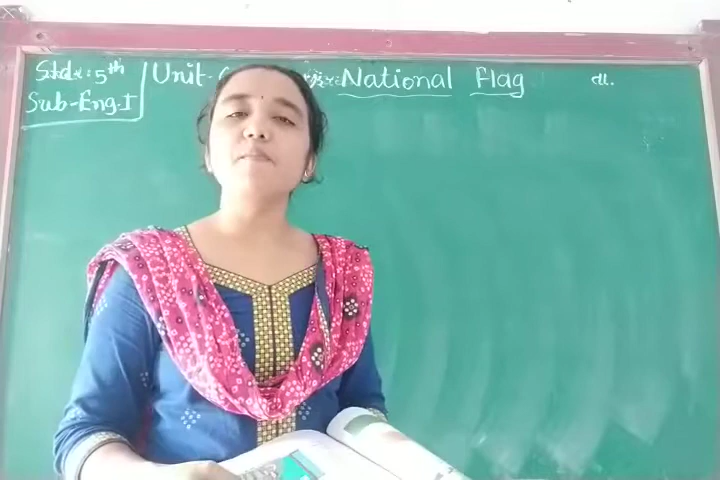 Std :- 5th
Sub-Eng.I
Unit-
National Flag